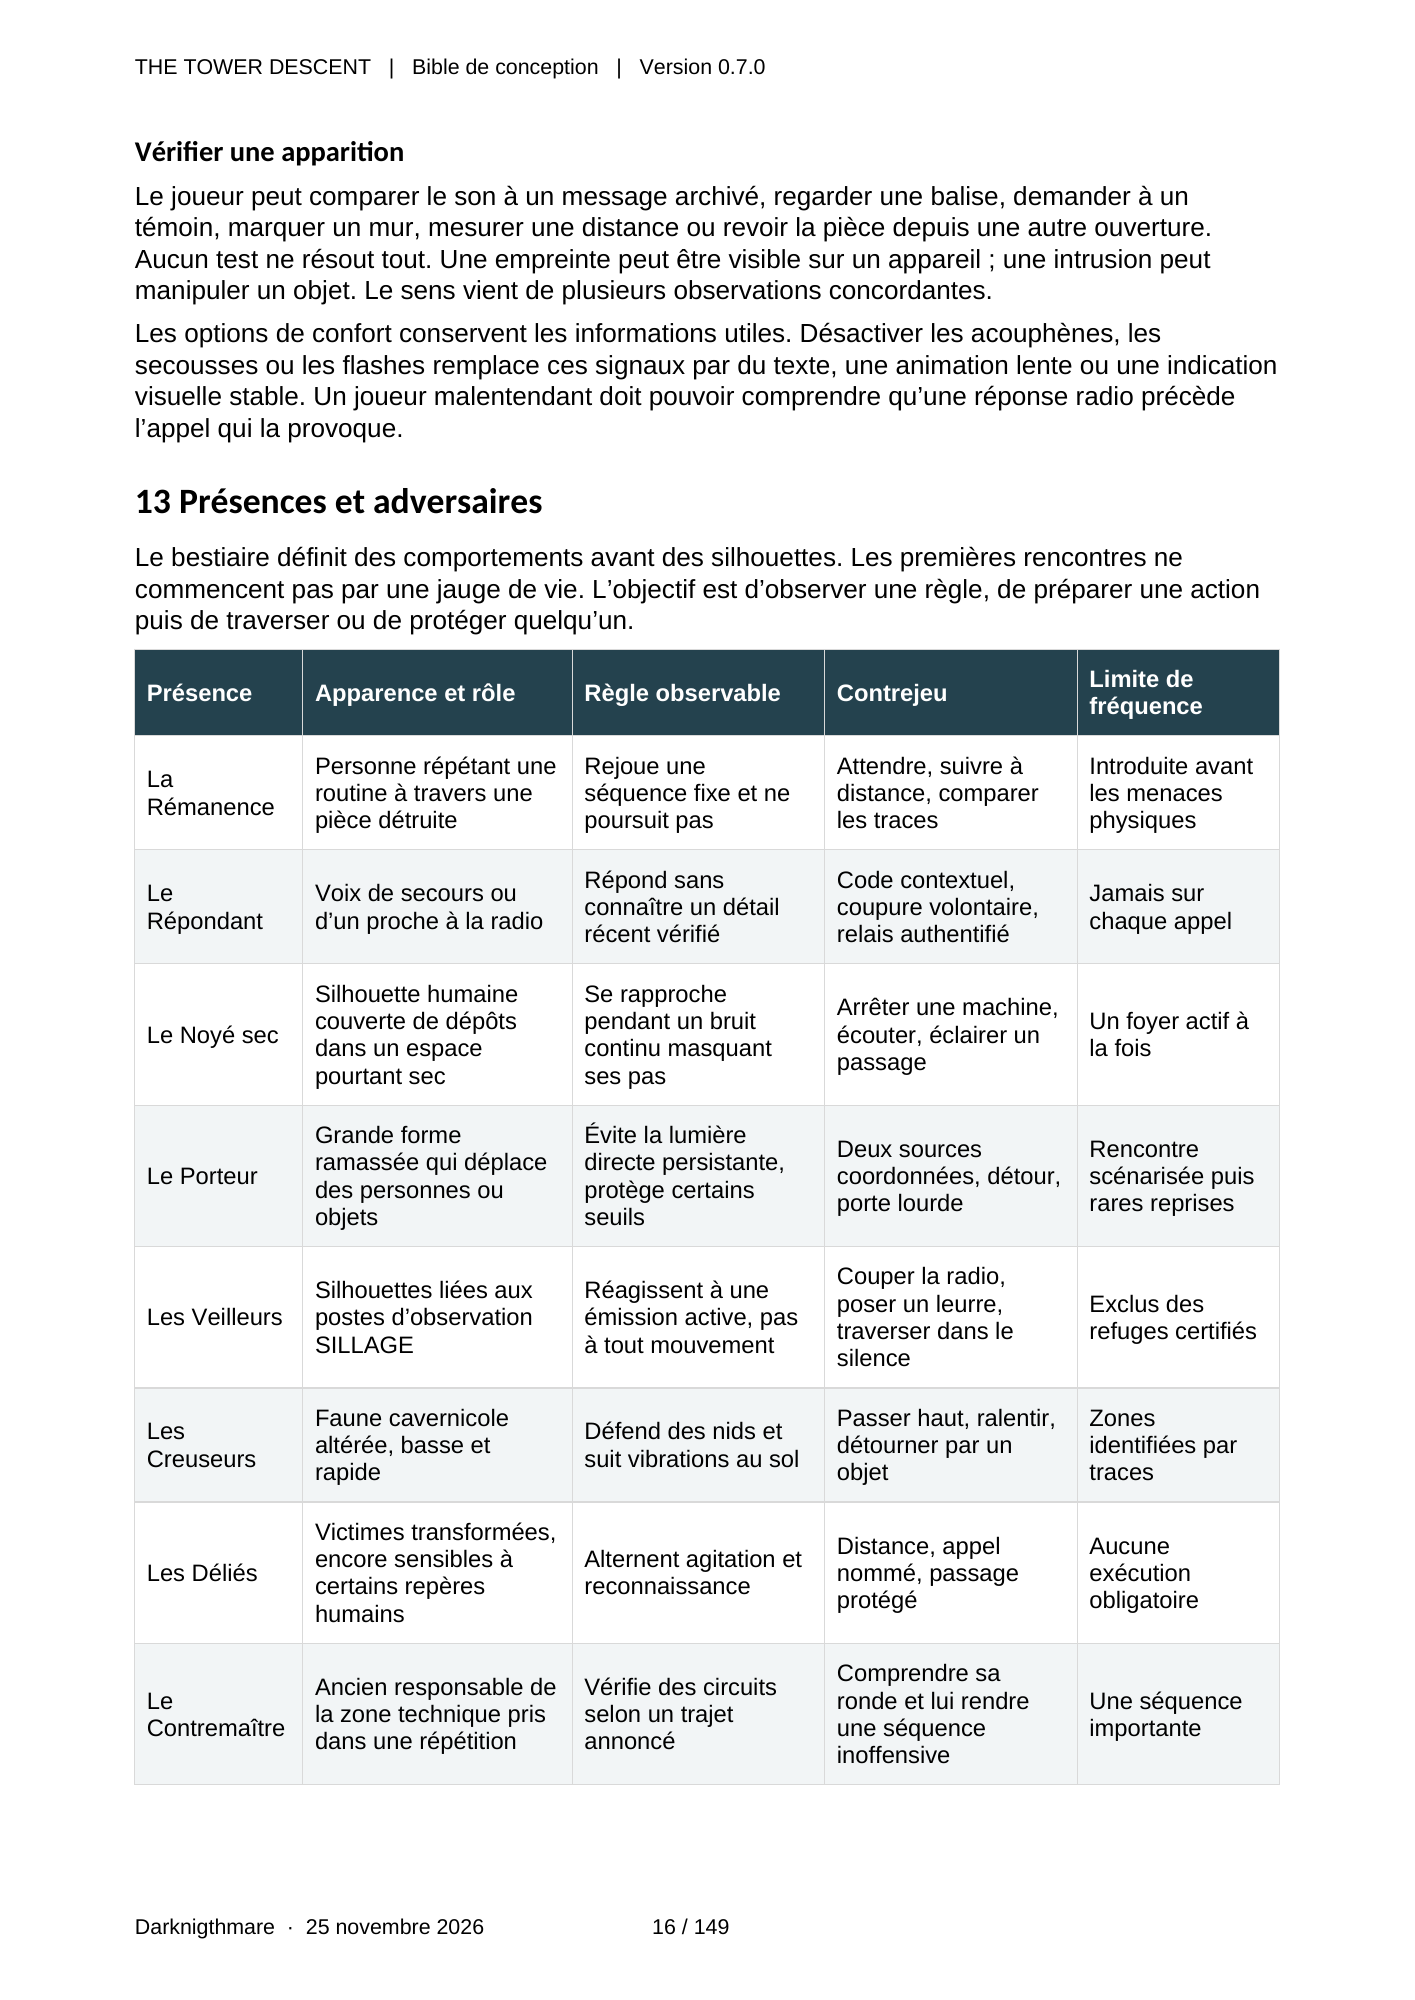 THE TOWER DESCENT | Bible de conception | Version 0.7.0
Vérifier une apparition
Le joueur peut comparer le son à un message archivé, regarder une balise, demander à un
témoin, marquer un mur, mesurer une distance ou revoir la pièce depuis une autre ouverture.
Aucun test ne résout tout. Une empreinte peut être visible sur un appareil ; une intrusion peut
manipuler un objet. Le sens vient de plusieurs observations concordantes.
Les options de confort conservent les informations utiles. Désactiver les acouphènes, les
secousses ou les flashes remplace ces signaux par du texte, une animation lente ou une indication
visuelle stable. Un joueur malentendant doit pouvoir comprendre qu’une réponse radio précède
l’appel qui la provoque.
13 Présences et adversaires
Le bestiaire définit des comportements avant des silhouettes. Les premières rencontres ne
commencent pas par une jauge de vie. L’objectif est d’observer une règle, de préparer une action
puis de traverser ou de protéger quelqu’un.
Présence
Apparence et rôle
Règle observable
Contrejeu
Limite de
fréquence
La
Rémanence
Personne répétant une
routine à travers une
pièce détruite
Rejoue une
séquence fixe et ne
poursuit pas
Attendre, suivre à
distance, comparer
les traces
Introduite avant
les menaces
physiques
Le
Répondant
Voix de secours ou
d’un proche à la radio
Répond sans
connaître un détail
récent vérifié
Code contextuel,
coupure volontaire,
relais authentifié
Jamais sur
chaque appel
Le Noyé sec
Silhouette humaine
couverte de dépôts
dans un espace
pourtant sec
Se rapproche
pendant un bruit
continu masquant
ses pas
Arrêter une machine,
écouter, éclairer un
passage
Un foyer actif à
la fois
Le Porteur
Grande forme
ramassée qui déplace
des personnes ou
objets
Évite la lumière
directe persistante,
protège certains
seuils
Deux sources
coordonnées, détour,
porte lourde
Rencontre
scénarisée puis
rares reprises
Les Veilleurs
Silhouettes liées aux
postes d’observation
SILLAGE
Réagissent à une
émission active, pas
à tout mouvement
Couper la radio,
poser un leurre,
traverser dans le
silence
Exclus des
refuges certifiés
Les
Creuseurs
Faune cavernicole
altérée, basse et
rapide
Défend des nids et
suit vibrations au sol
Passer haut, ralentir,
détourner par un
objet
Zones
identifiées par
traces
Les Déliés
Victimes transformées,
encore sensibles à
certains repères
humains
Alternent agitation et
reconnaissance
Distance, appel
nommé, passage
protégé
Aucune
exécution
obligatoire
Le
Contremaître
Ancien responsable de
la zone technique pris
dans une répétition
Vérifie des circuits
selon un trajet
annoncé
Comprendre sa
ronde et lui rendre
une séquence
inoffensive
Une séquence
importante
Darknigthmare · 25 novembre 2026 16 / 149